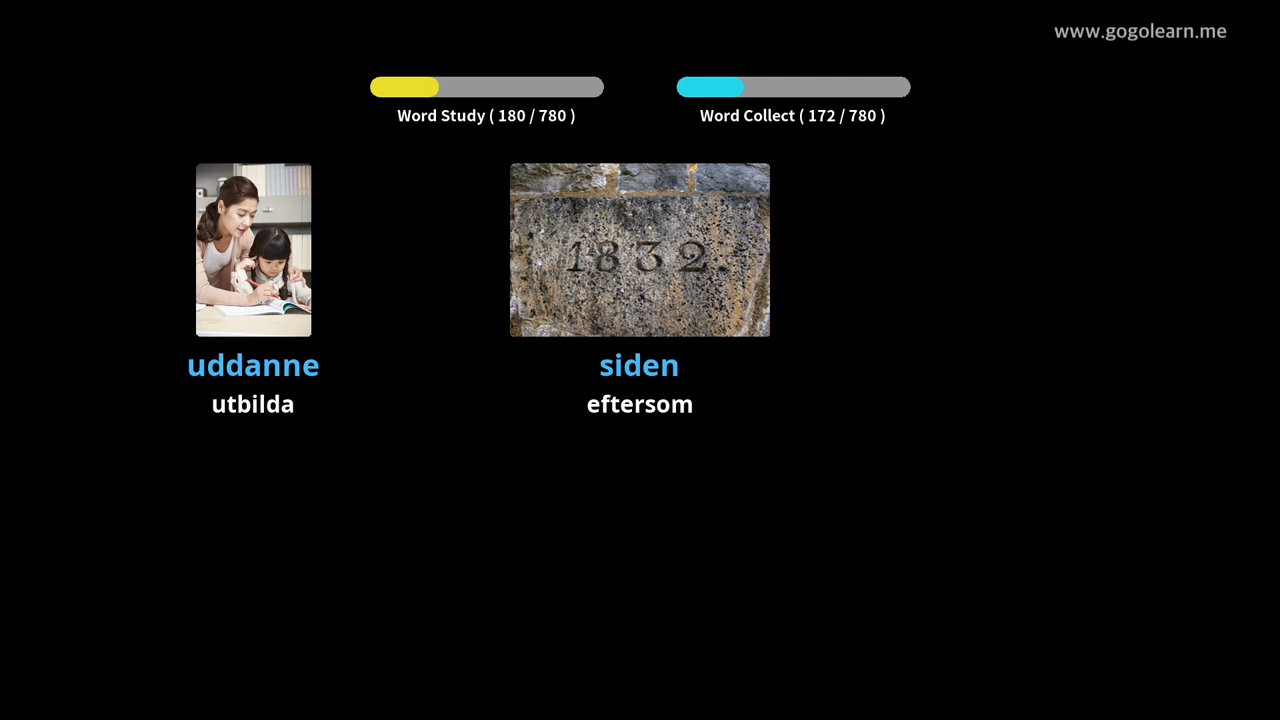 www.gogolearn.me
Word Study ( 180 / 780 )
Word Collect ( 172 / 780 )
1832.
uddanne
siden
utbilda
eftersom